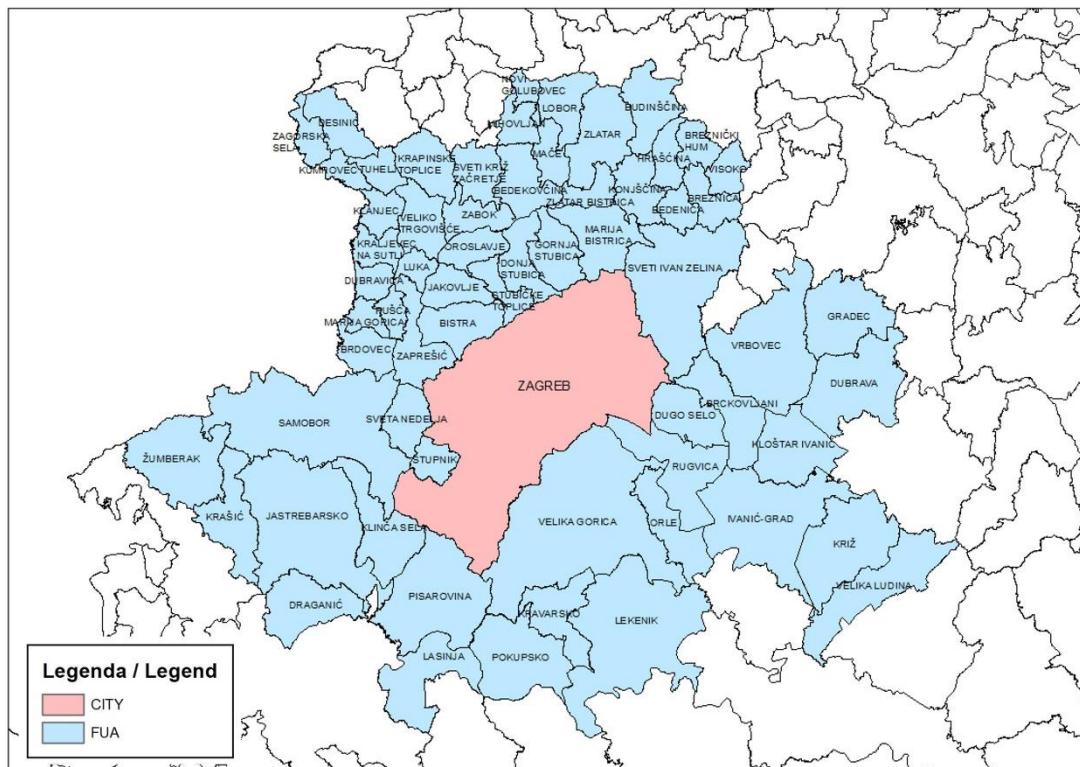 NOVI
GOLUBOVEC
LOBOR
BUDINŠČINA
DESINIĆ
MIHOVLJAN
ZLATAR
ZAGORSKA
SELA
BREZNIČKI
HUM
MAČE
HRAŠĆINA
KRAPINSKE
TOPLICE
KUMROVEC
TUHELJ
SVETI KRIŽ
ZAČRETJE
VISOKO
BEDEKOVČINA
KONJŠČINA
ZLATAR BISTRICA
BREZNICA
BEDENICA
KLANJEC
VELIKO
TRGOVIŠĆE
ZABOK
MARIJA
BISTRICA
KRALJEVEC
NA SUTLI
OROSLAVJE
GORNJA
STUBICA
LUKA
DONJA
STUBICA
SVETI IVAN ZELINA
DUBRAVICA
JAKOVLJE
STUBIČKE
TOPLICE
PUŠĆA
MARIJA GORICA
BISTRA
GRADEC
BRDOVEC
ZAPREŠIĆ
VRBOVEC
ZAGREB
DUBRAVA
BRCKOVLJANI
SAMOBOR
SVETA NEDELJA
DUGO SELO
KLOŠTAR IVANIĆ
ŽUMBERAK
STUPNIK
RUGVICA
KRAŠIĆ
JASTREBARSKO
KLINČA SELA
VELIKA GORICA
ORLE
IVANIĆ-GRAD
KRIŽ
VELIKA LUDINA
DRAGANIĆ
PISAROVINA
KRAVARSKO
LEKENIK
LASINJA
POKUPSKO
Legenda / Legend
CITY
FUA